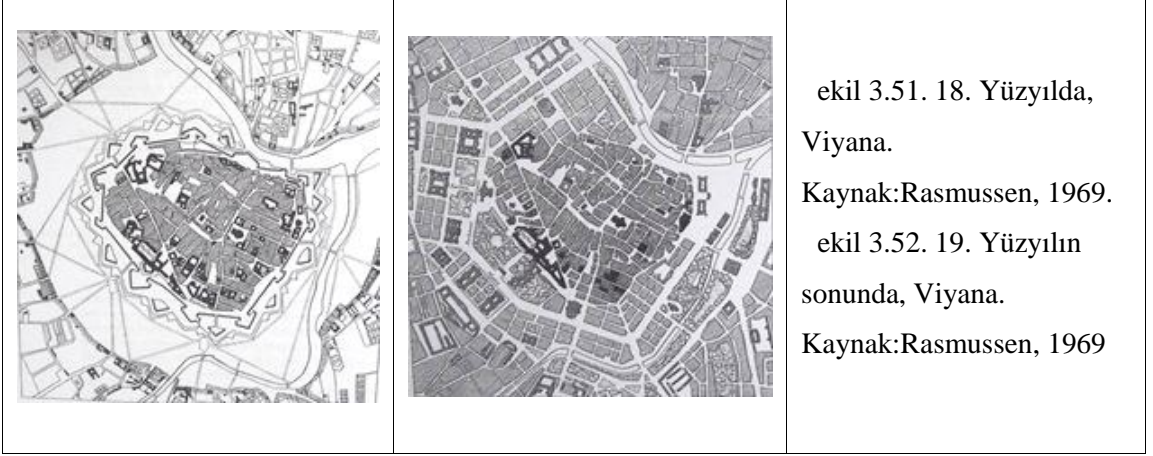 ekil 3.51. 18. Yüzyılda,
Viyana.
Kaynak:Rasmussen, 1969.
ekil 3.52. 19. Yüzyılın
sonunda, Viyana.
Kaynak:Rasmussen, 1969